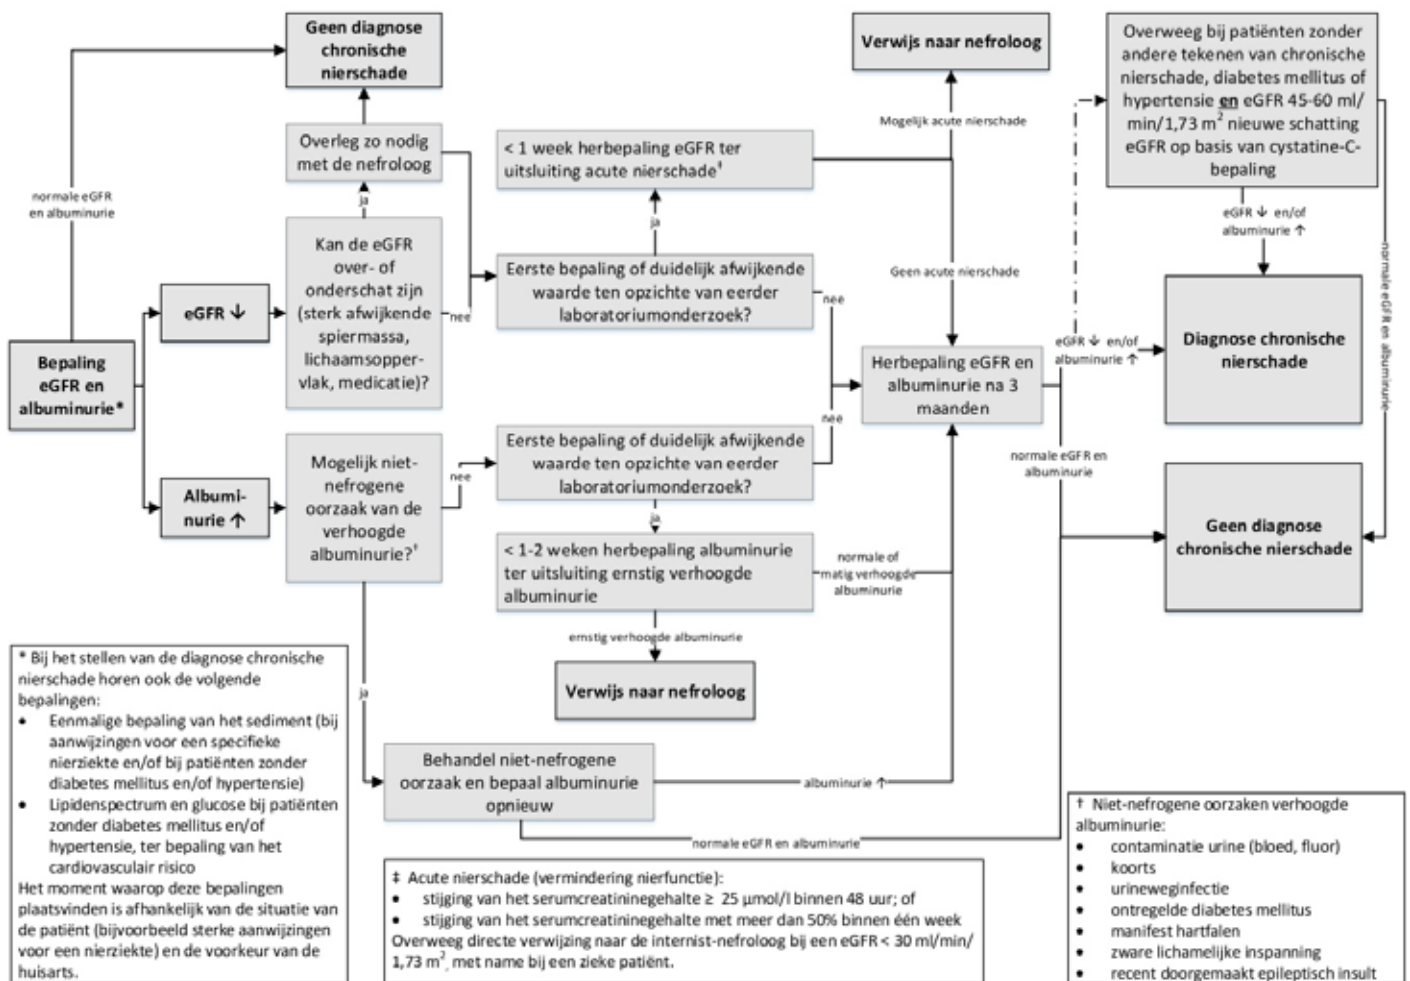 Geen diagnose
chronische
nierschade
Verwijs naar nefroloog
Overweeg bij patiënten zonder
andere tekenen van chronische
nierschade, diabetes mellitus of
hypertensie en eGFR 45-60 ml/
min/1,73 m² nieuwe schatting
eGFR op basis van cystatine-C-
bepaling
Overleg zo nodig
met de nefroloog
< 1 week herbepaling eGFR ter
uitsluiting acute nierschade‡
Mogelijk acute nierschade
normale eGFR
en albuminurie
ja
ja
eGFR ↓ en/of
albuminurie ↑
normale eGFR en albuminurie
Kan de eGFR
over- of
onderschat zijn
(sterk afwijkende
spiermassa,
lichaamsopper-
vlak, medicatie)?
nee
Eerste bepaling of duidelijk afwijkende
waarde ten opzichte van eerder
laboratoriumonderzoek?
nee
Geen acute nierschade
eGFR ↓
Bepaling
eGFR en
albuminurie*
Herbepaling eGFR en
albuminurie na 3
maanden
eGFR ↓ en/of
albuminurie ↑
Diagnose chronische
nierschade
Albumi-
nurie ↑
Mogelijk niet-
nefrogene
oorzaak van de
verhoogde
albuminurie?†
nee
Eerste bepaling of duidelijk afwijkende
waarde ten opzichte van eerder
laboratoriumonderzoek?
nee
normale eGFR en
albuminurie
Geen diagnose
chronische nierschade
ja
< 1-2 weken herbepaling albuminurie
ter uitsluiting ernstig verhoogde
albuminurie
normale of
matig verhoogde
albuminurie
ernstig verhoogde albuminurie
Verwijs naar nefroloog
ja
Behandel niet-nefrogene
oorzaak en bepaal albuminurie
opnieuw
albuminurie ↑
normale eGFR en albuminurie
* Bij het stellen van de diagnose chronische
nierschade horen ook de volgende
bepalingen:
• Eenmalige bepaling van het sediment (bij
aanwijzingen voor een specifieke
nierziekte en/of bij patiënten zonder
diabetes mellitus en/of hypertensie)
• Lipidenspectrum en glucose bij patiënten
zonder diabetes mellitus en/of
hypertensie, ter bepaling van het
cardiovasculair risico
Het moment waarop deze bepalingen
plaatsvinden is afhankelijk van de situatie van
de patiënt (bijvoorbeeld sterke aanwijzingen
voor een nierziekte) en de voorkeur van de
huisarts.
‡ Acute nierschade (vermindering nierfunctie):
• stijging van het serumcreatininegehalte ≥ 25 µmol/l binnen 48 uur; of
• stijging van het serumcreatininegehalte met meer dan 50% binnen één week
Overweeg directe verwijzing naar de internist-nefroloog bij een eGFR < 30 ml/min/
1,73 m², met name bij een zieke patiënt.
† Niet-nefrogene oorzaken verhoogde
albuminurie:
• contaminatie urine (bloed, fluor)
• koorts
• urineweginfectie
• ontregelde diabetes mellitus
• manifest hartfalen
• zware lichamelijke inspanning
• recent doorgemaakt epileptisch insult